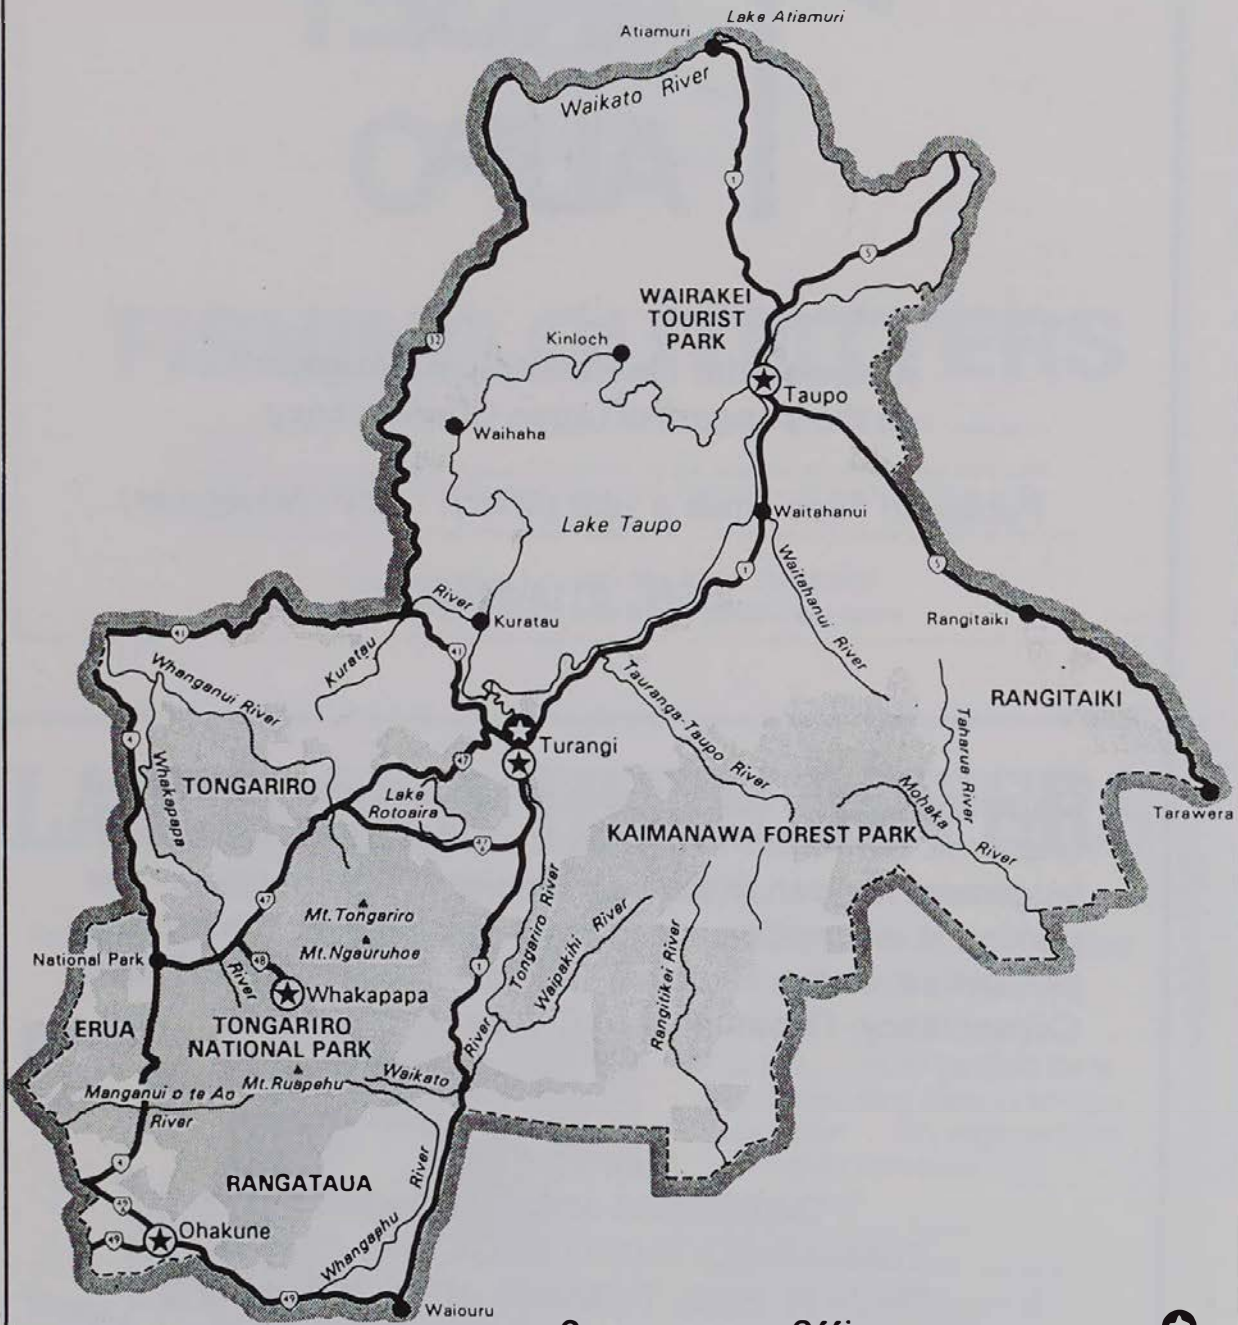 Lake Atiamuri
Atiamuri
Waikato River
1
5
WAIRAKEI
TOURIST
PARK
32
Kinloch
Taupo
Waihaha
Lake Taupo
Waitahanui
1
5
Waitahanui River
River
Kuratau
Rangitaiki
41
41
Kuratau
Whanganui River
Tauranga-Taupo River
RANGITAIKI
Taharua River
4
Whakapapa
Turangi
47
TONGARIRO
Lake
Rotoaira
Mohaka
River
Tarawera
KAIMANAWA FOREST PARK
47
Mt. Tongariro
Tongariro River
Waipakihi River
Rangitikei River
National Park
48
Mt. Ngauruhoe
1
River
Whakapapa
ERUA
TONGARIRO
NATIONAL PARK
River
Waikato
Manganui o te Ao
Mt. Ruapehu
River
4
River
RANGATAUA
49
Ohakune
Whangaehu
49
Waiouru